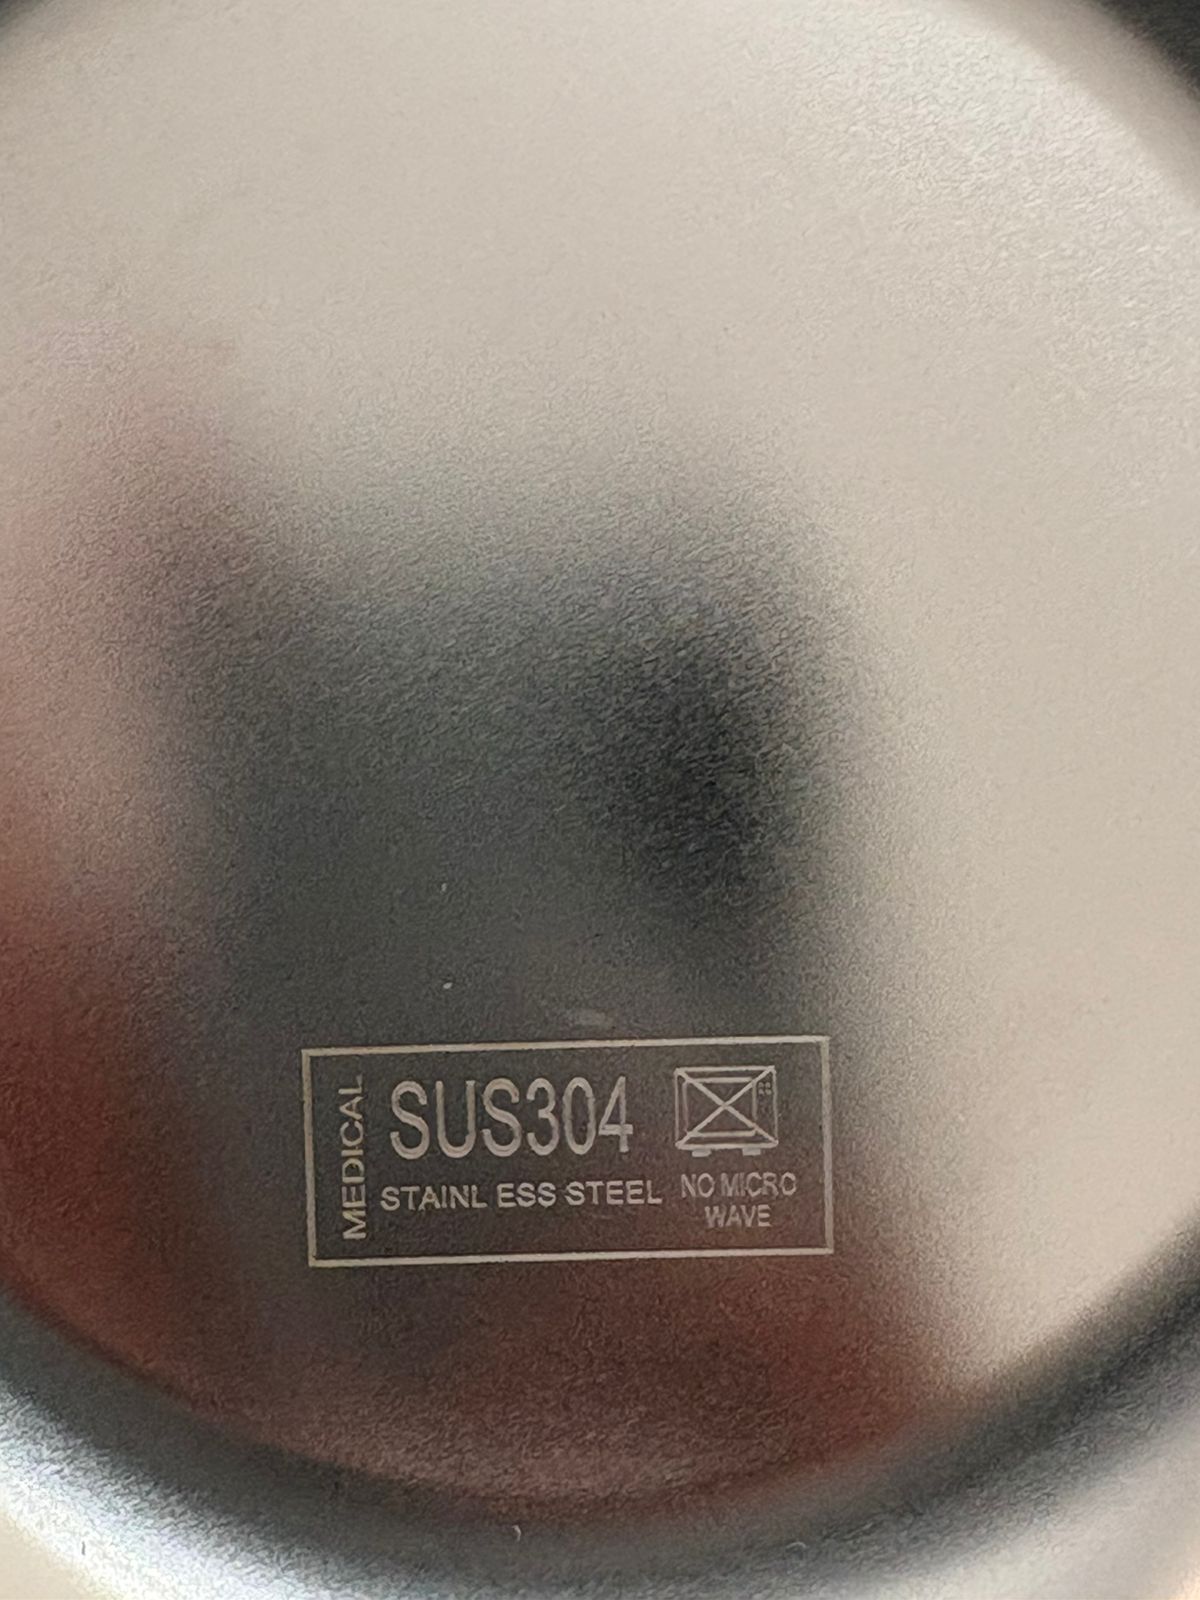 MEDICAL
SUS304
STAINL ESS STEEL
NO MICRO
WAVE